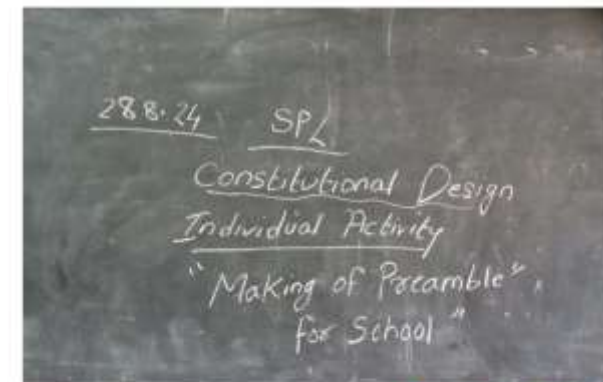 28.8.24 SPL
Constitutional Design
Individual Activity
"Making of Preamble"
for School"